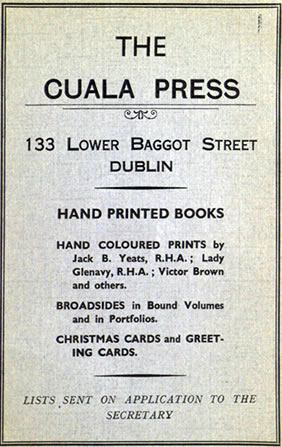 THE
CUALA PRESS
133 LOWER BAGGOT STREET
DUBLIN
HAND PRINTED BOOKS
HAND COLOURED PRINTS by
Jack B. Yeats, R.H.A.; Lady
Glenavy, R.H.A.; Victor Brown
and others.
BROADSIDES in Bound Volumes
and in Portfolios.
CHRISTMAS CARDS and GREET-
ING CARDS.
LISTS SENT ON APPLICATION TO THE
SECRETARY